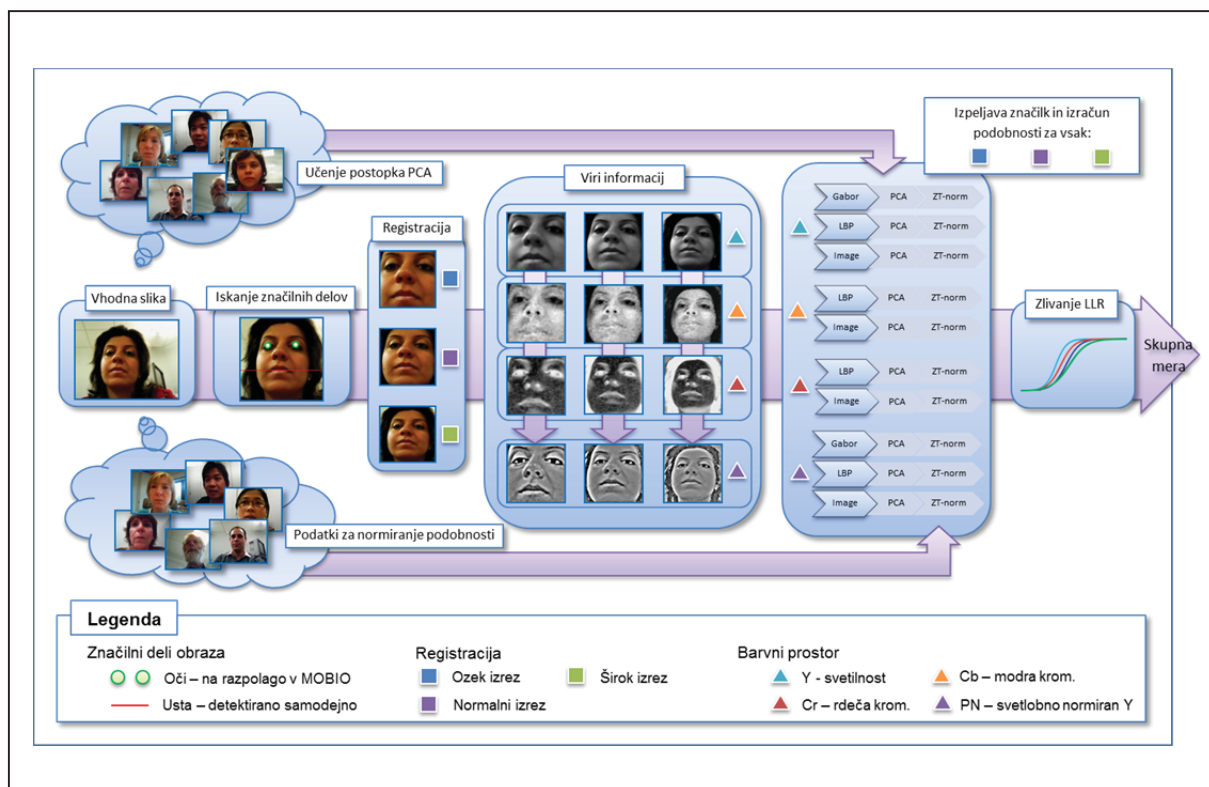 Izpeljava značilk in izračun
podobnosti za vsak:
Učenje postopka PCA
Viri informacij
Registracija
Vhodna slika
Iskanje značilnih delov
Gabor PCA ZT-norm
LBP PCA ZT-norm
Image PCA ZT-norm
LBP PCA ZT-norm
Image PCA ZT-norm
LBP PCA ZT-norm
Image PCA ZT-norm
Gabor PCA ZT-norm
LBP PCA ZT-norm
Image PCA ZT-norm
Zlivanje LLR
Skupna
mera
Podatki za normiranje podobnosti
Legenda
Značilni deli obraza
Oči – na razpolago v MOBIO
Usta – detektirano samodejno
Registracija
Ozek izrez
Širok izrez
Normalni izrez
Barvni prostor
Y - svetilnost
Cb – modra krom.
Cr – rdeča krom.
PN – svetlobno normiran Y